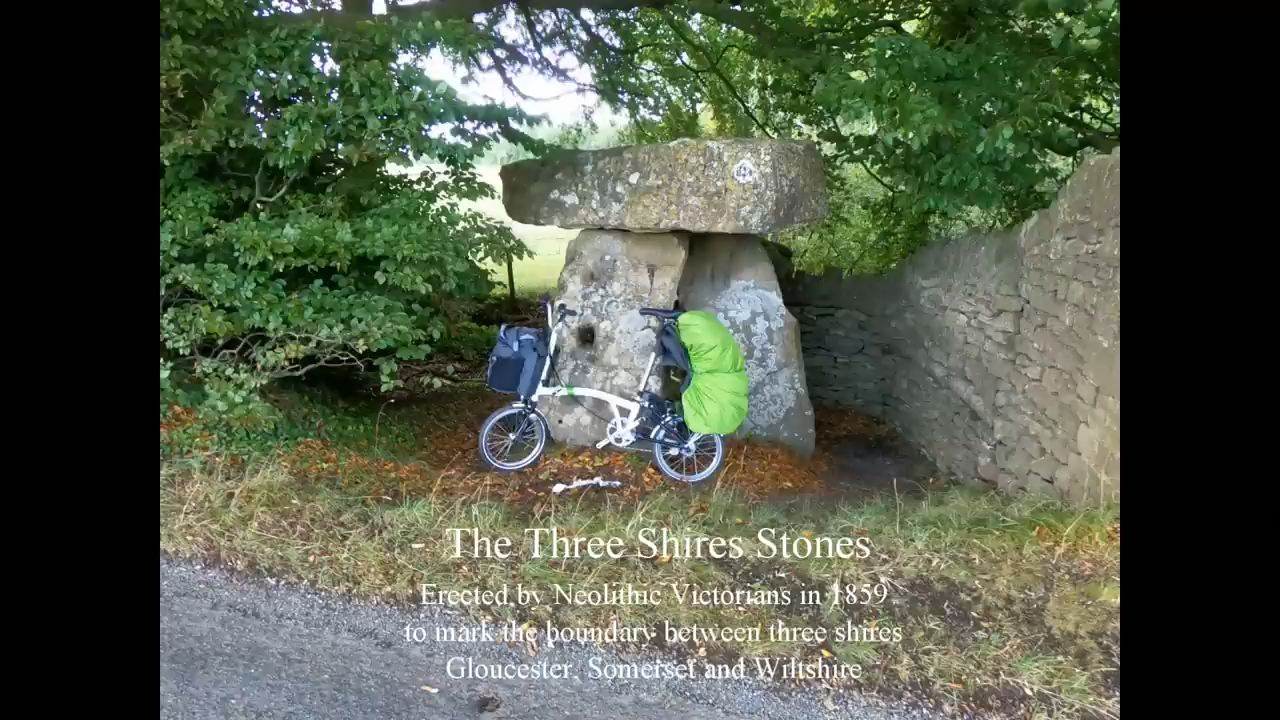 - The Three Shires Stones
Erected by Neolithic Victorians in 1859
to mark the boundary between three shires
Gloucester, Somerset and Wiltshire